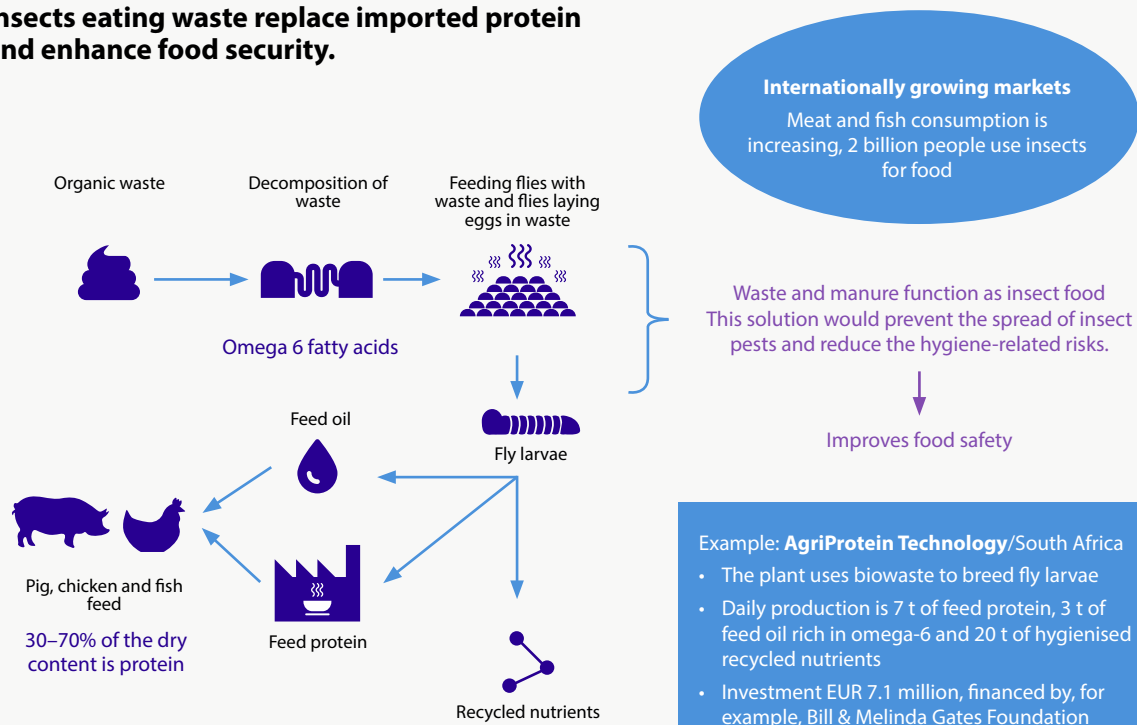 nsects eating waste replace imported protein
nd enhance food security.
Internationally growing markets
Meat and fish consumption is
increasing, 2 billion people use insects
for food
Organic waste
Decomposition of
waste
Feeding flies with
waste and flies laying
eggs in waste
Omega 6 fatty acids
Waste and manure function as insect food
This solution would prevent the spread of insect
pests and reduce the hygiene-related risks.
Improves food safety
Feed oil
Fly larvae
Pig, chicken and fish
feed
30–70% of the dry
content is protein
Feed protein
Recycled nutrients
Example: AgriProtein Technology/South Africa
• The plant uses biowaste to breed fly larvae
• Daily production is 7 t of feed protein, 3 t of
feed oil rich in omega-6 and 20 t of hygienised
recycled nutrients
• Investment EUR 7.1 million, financed by, for
example, Bill & Melinda Gates Foundation